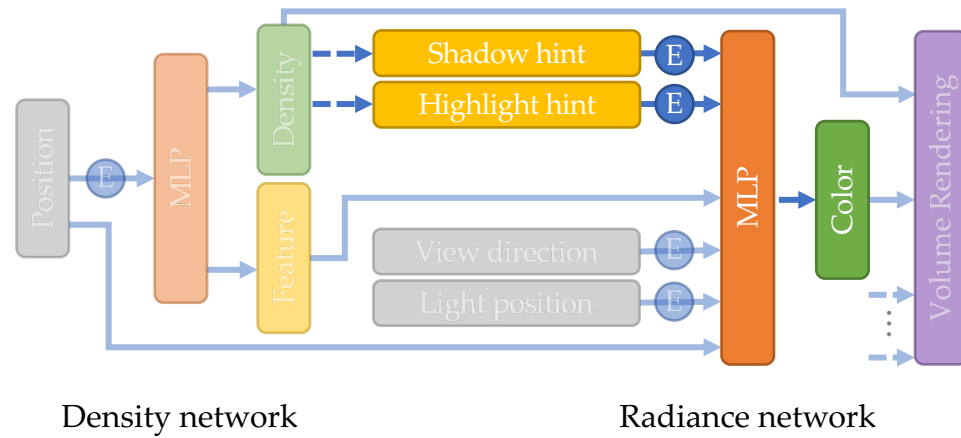 Position
E
MLP
Density
Feature
Shadow hint
E
Highlight hint
E
View direction
E
Light position
E
MLP
Color
Volume Rendering
Density network
Radiance network